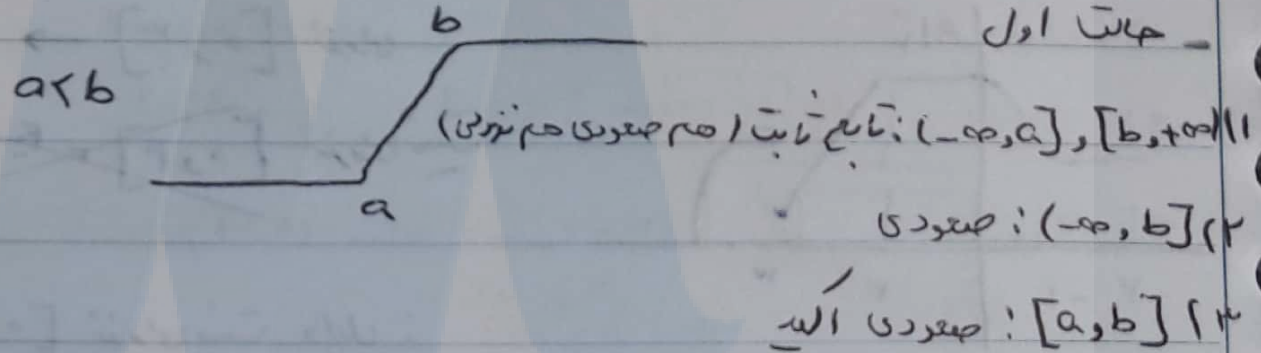 _ حالت اول
a<b
b
a
۱) (-∞,a] , [b,+∞) : تابع ثابت (هم صعودی هم نزولی)
۲) (-∞,b] : صعودی
۳) [a,b] : صعودی اکید